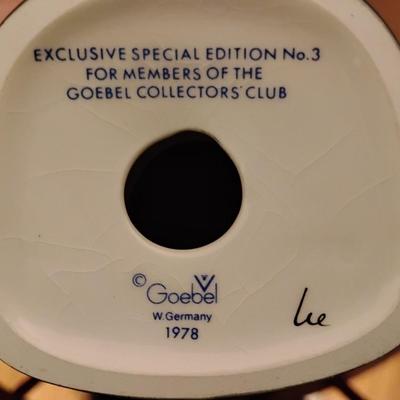 EXCLUSIVE SPECIAL EDITION No.3
FOR MEMBERS OF THE
GOEBEL COLLECTORS' CLUB
© Goebel
W. Germany
1978